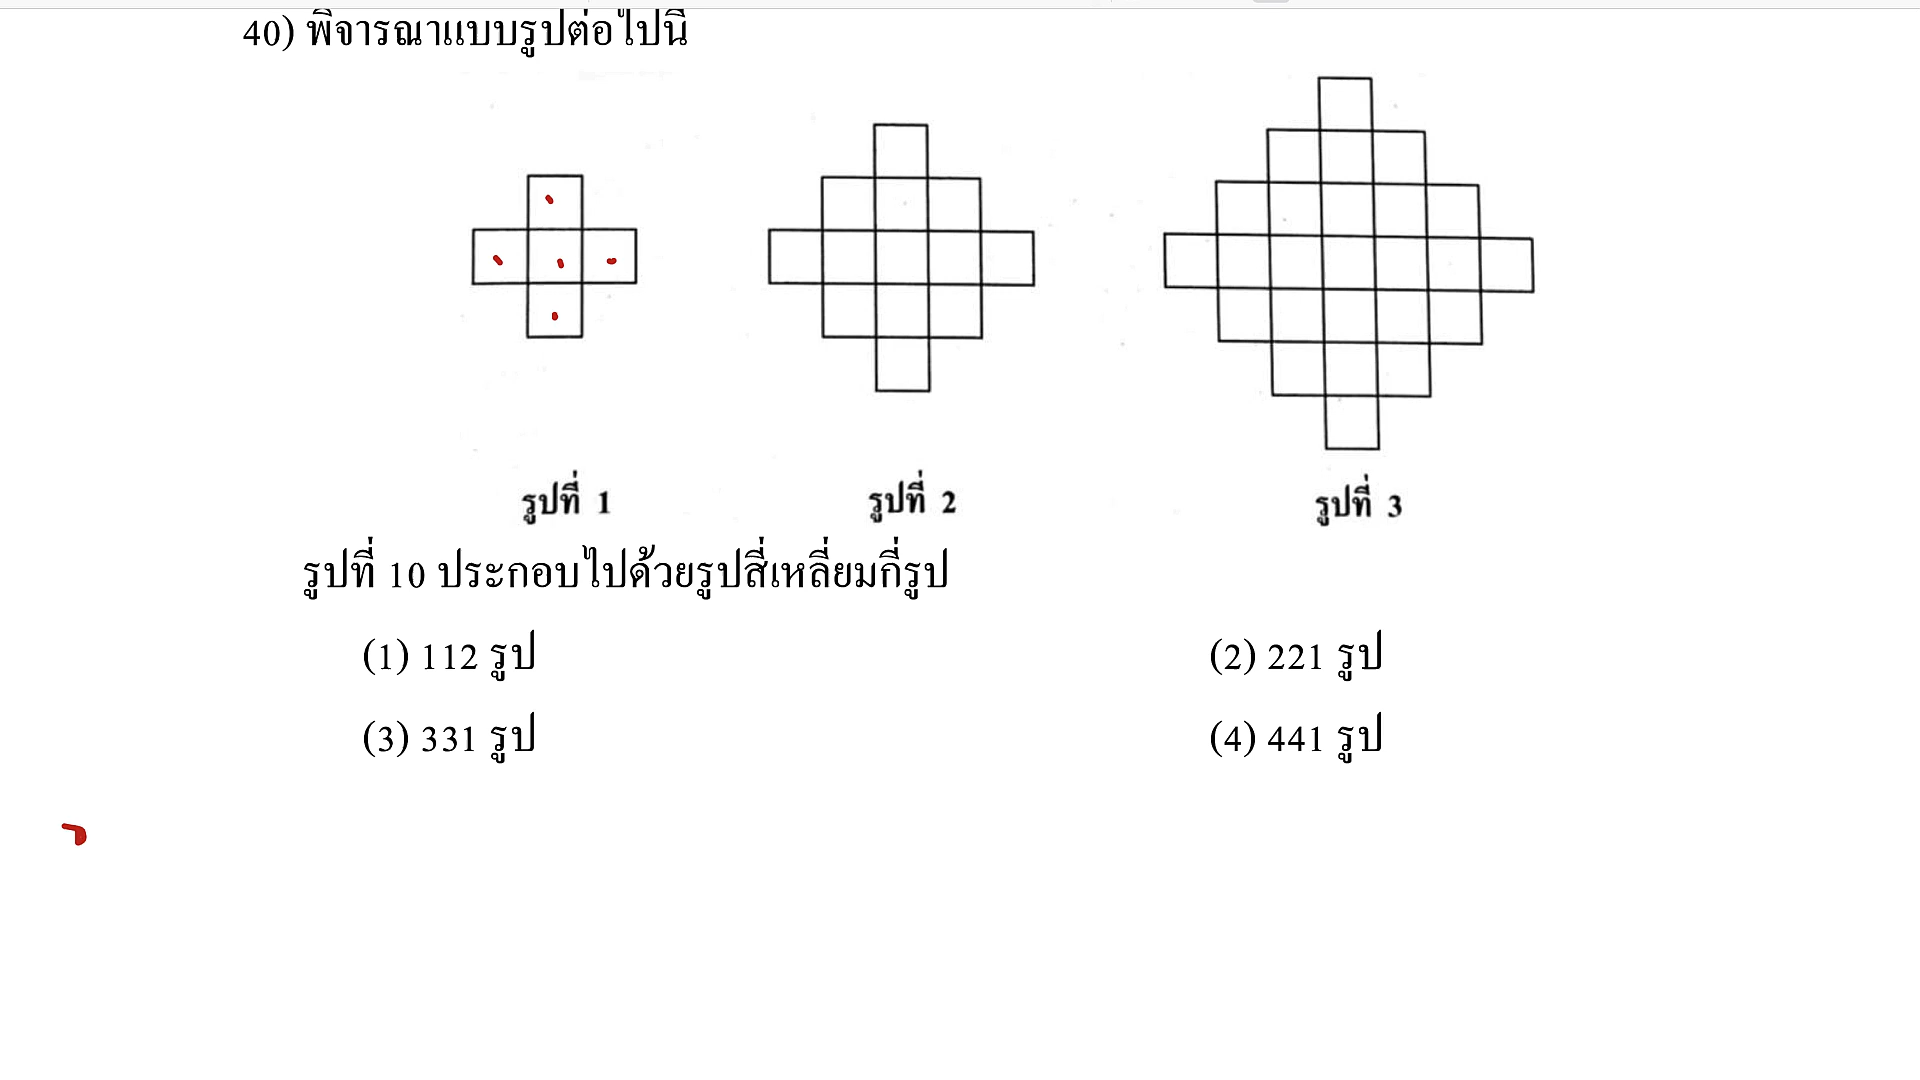 40) พิจารณาแบบรูปต่อไปนี้
รูปที่ 1
รูปที่ 2
รูปที่ 3
รูปที่ 10 ประกอบไปด้วยรูปสี่เหลี่ยมกี่รูป
(1) 112 รูป
(2) 221 รูป
(3) 331 รูป
(4) 441 รูป